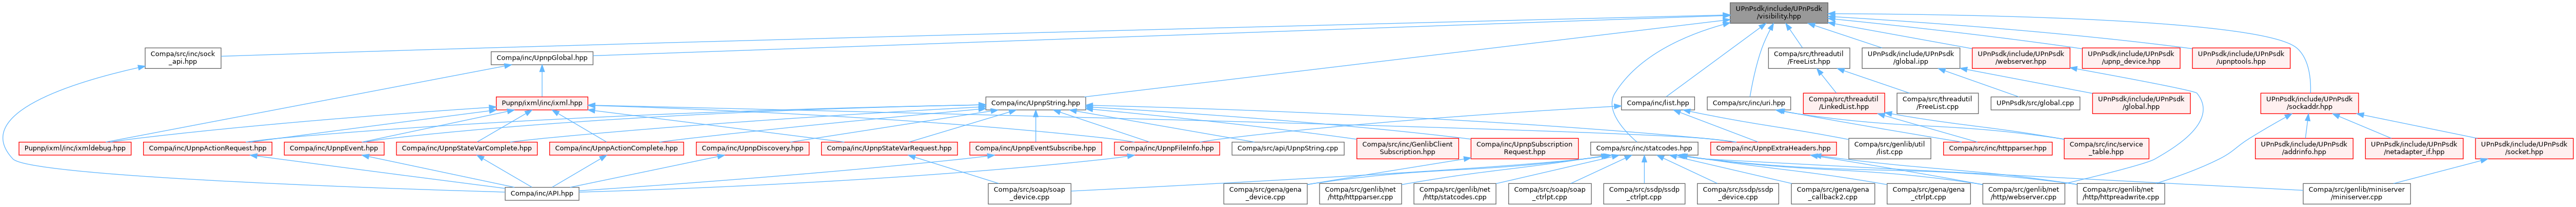 UPnPsdk/include/UPnPsdk
/visibility.hpp
Compa/src/inc/sock
_api.hpp
Compa/inc/UpnpGlobal.hpp
Compa/src/threadutil
/FreeList.hpp
UPnPsdk/include/UPnPsdk
/global.ipp
UPnPsdk/include/UPnPsdk
/webserver.hpp
UPnPsdk/include/UPnPsdk
/upnp_device.hpp
UPnPsdk/include/UPnPsdk
/upnptools.hpp
Pupnp/ixml/inc/ixml.hpp
Compa/inc/UpnpString.hpp
Compa/inc/list.hpp
Compa/src/inc/uri.hpp
Compa/src/threadutil
/LinkedList.hpp
Compa/src/threadutil
/FreeList.cpp
UPnPsdk/src/global.cpp
UPnPsdk/include/UPnPsdk
/global.hpp
UPnPsdk/include/UPnPsdk
/sockaddr.hpp
Pupnp/ixml/inc/ixmldebug.hpp
Compa/inc/UpnpActionRequest.hpp
Compa/inc/UpnpEvent.hpp
Compa/inc/UpnpStateVarComplete.hpp
Compa/inc/UpnpActionComplete.hpp
Compa/inc/UpnpDiscovery.hpp
Compa/inc/UpnpStateVarRequest.hpp
Compa/inc/UpnpEventSubscribe.hpp
Compa/inc/UpnpFileInfo.hpp
Compa/src/api/UpnpString.cpp
Compa/src/inc/GenlibClient
Subscription.hpp
Compa/inc/UpnpSubscription
Request.hpp
Compa/src/inc/statcodes.hpp
Compa/inc/UpnpExtraHeaders.hpp
Compa/src/genlib/util
/list.cpp
Compa/src/inc/httpparser.hpp
Compa/src/inc/service
_table.hpp
UPnPsdk/include/UPnPsdk
/addrinfo.hpp
UPnPsdk/include/UPnPsdk
/netadapter_if.hpp
UPnPsdk/include/UPnPsdk
/socket.hpp
Compa/inc/API.hpp
Compa/src/soap/soap
_device.cpp
Compa/src/gena/gena
_device.cpp
Compa/src/genlib/net
/http/httpparser.cpp
Compa/src/genlib/net
/http/statcodes.cpp
Compa/src/soap/soap
_ctrlpt.cpp
Compa/src/ssdp/ssdp
_ctrlpt.cpp
Compa/src/ssdp/ssdp
_device.cpp
Compa/src/gena/gena
_callback2.cpp
Compa/src/gena/gena
_ctrlpt.cpp
Compa/src/genlib/net
/http/webserver.cpp
Compa/src/genlib/net
/http/httpreadwrite.cpp
Compa/src/genlib/miniserver
/miniserver.cpp